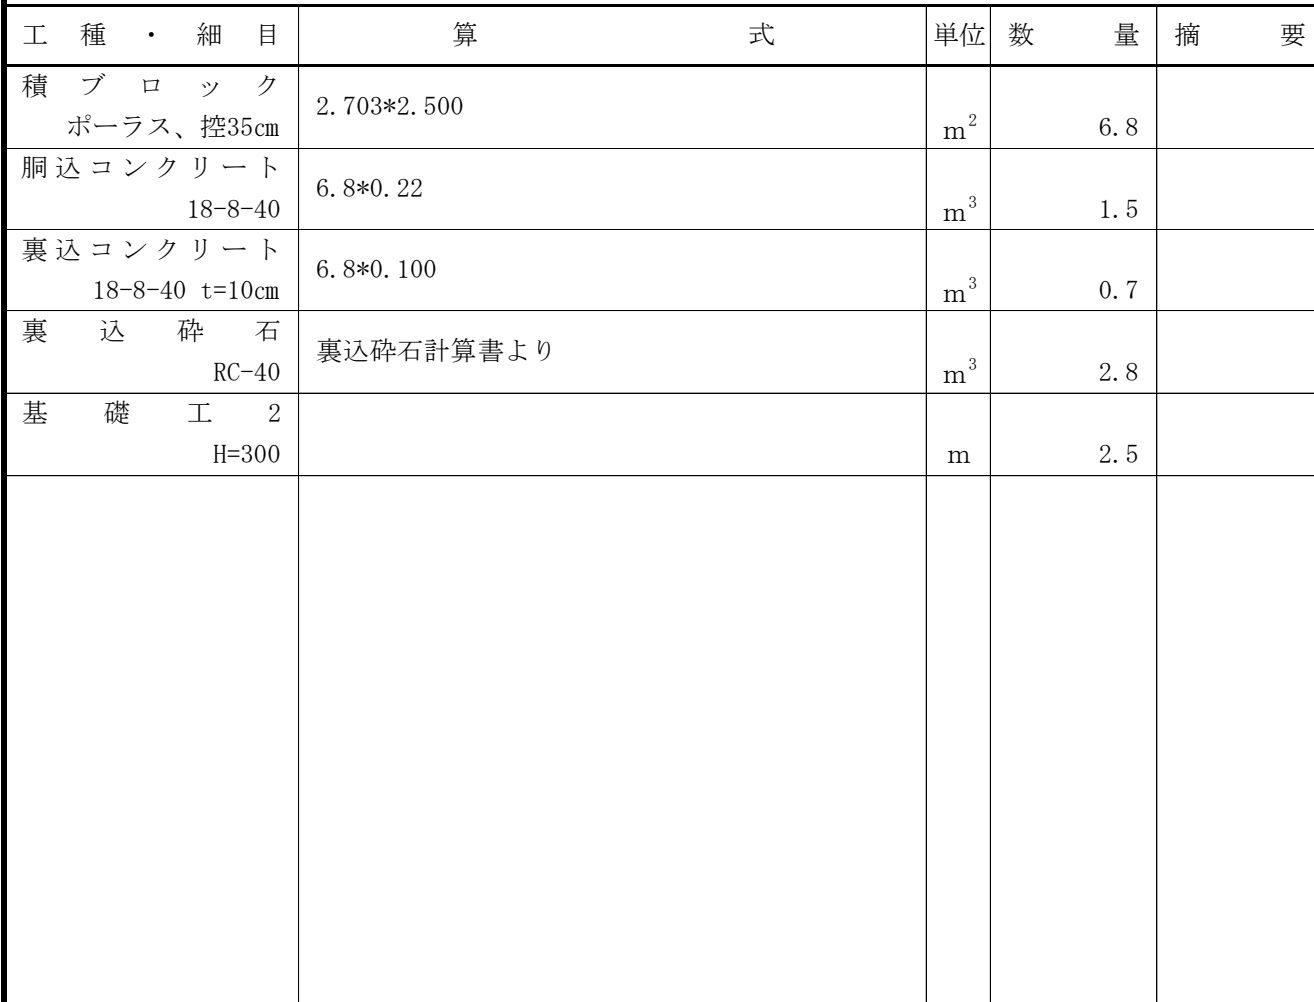 工種・細目 算式 単位 数量 摘要
積ブロック
2.703*2.500
ポーラス、控35㎝ m² 6.8
胴込コンクリート
6.8*0.22
18-8-40 m³ 1.5
裏込コンクリート
6.8*0.100
18-8-40 t=10㎝ m³ 0.7
裏込砕石
裏込砕石計算書より
RC-40 m³ 2.8
基礎工2
H=300 m 2.5